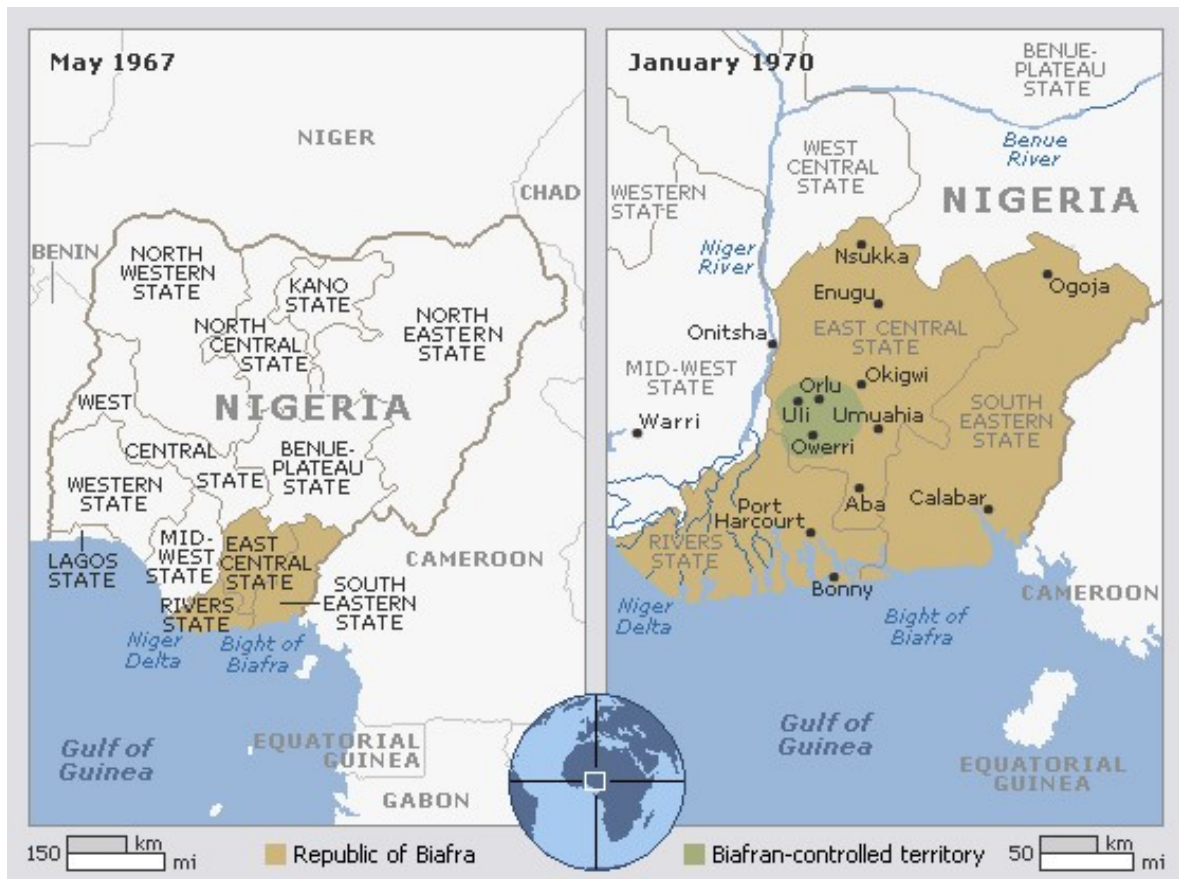 May 1967
NIGER
CHAD
BENIN
NORTH
WESTERN
STATE
KANO
STATE
NORTH
CENTRAL
STATE
NORTH
EASTERN
STATE
NIGERIA
WEST
CENTRAL
STATE
BENUE-
PLATEAU
STATE
WESTERN
STATE
LAGOS
STATE
MID-
WEST
STATE
EAST
CENTRAL
STATE
RIVERS
STATE
SOUTH
EASTERN
STATE
CAMEROON
Niger
Delta
Bight of
Biafra
Gulf of
Guinea
EQUATORIAL
GUINEA
GABON
January 1970
BENUE-
PLATEAU
STATE
Benue
River
WEST
CENTRAL
STATE
WESTERN
STATE
NIGERIA
Niger
River
Nsukka
Ogoja
Enugu
Onitsha
EAST CENTRAL
STATE
MID-WEST
STATE
Okigwi
Orlu
Uli
Umuahia
Owerri
Warri
SOUTH
EASTERN
STATE
Aba
Calabar
Port
Harcourt
RIVERS
STATE
Bonny
CAMEROON
Niger
Delta
Bight of
Biafra
Gulf of
Guinea
EQUATORIAL
GUINEA
150 km
mi
Republic of Biafra
Biafran-controlled territory
50 km
mi